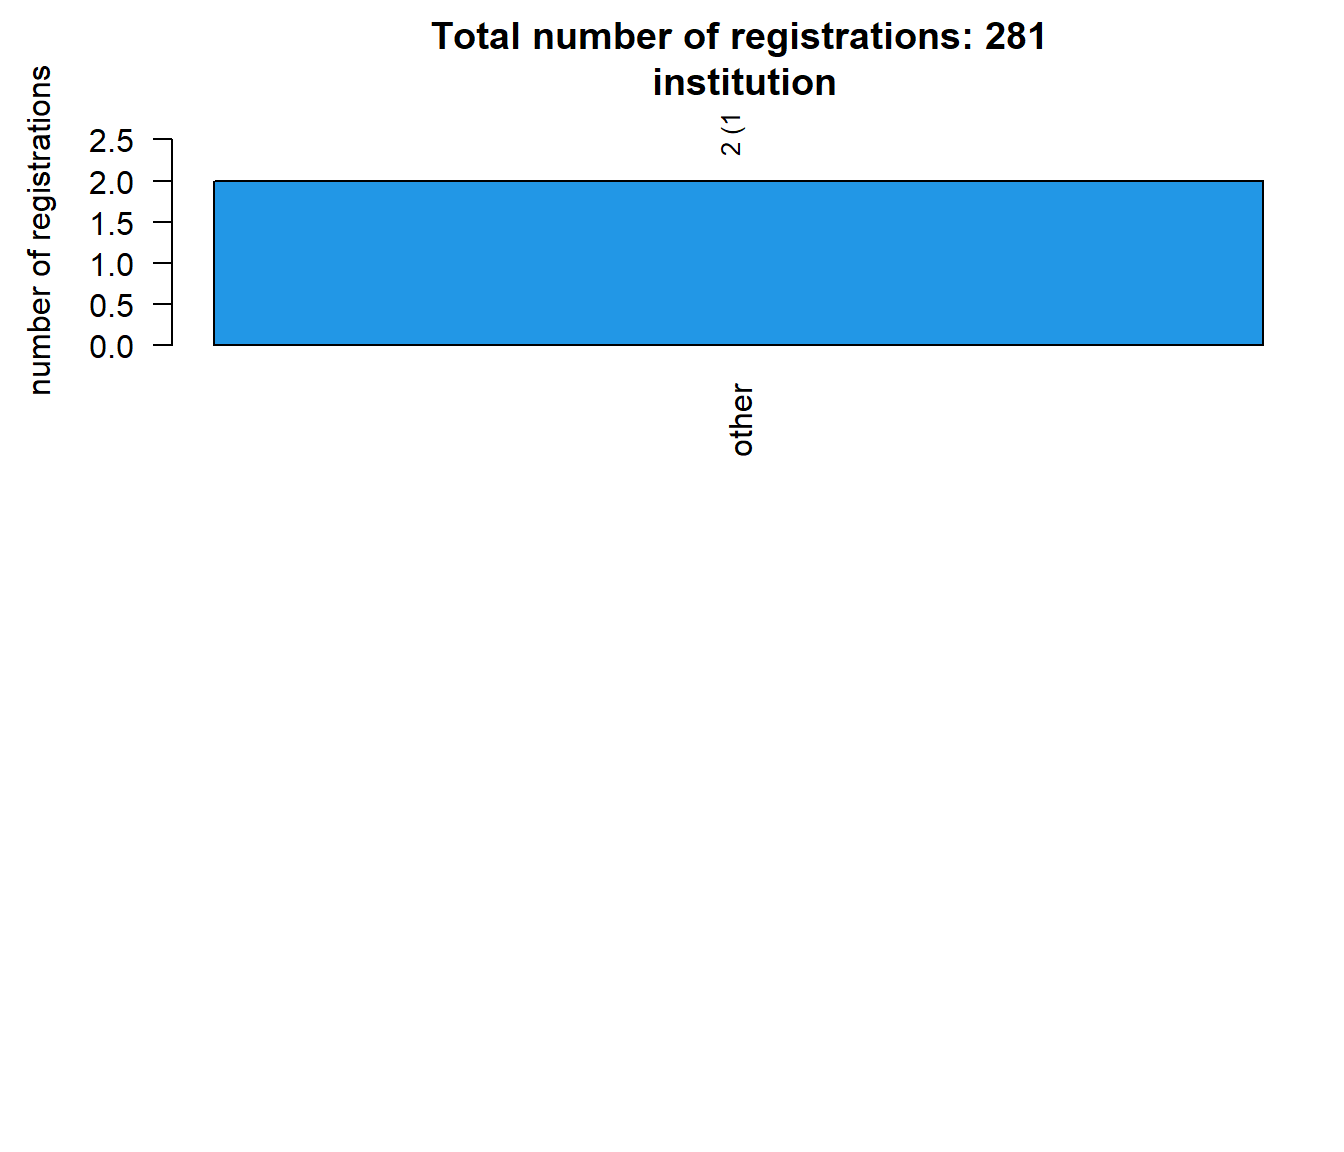 Total number of registrations: 281
institution
number of registrations
2.5
2.0
1.5
1.0
0.5
0.0
2 (1
other